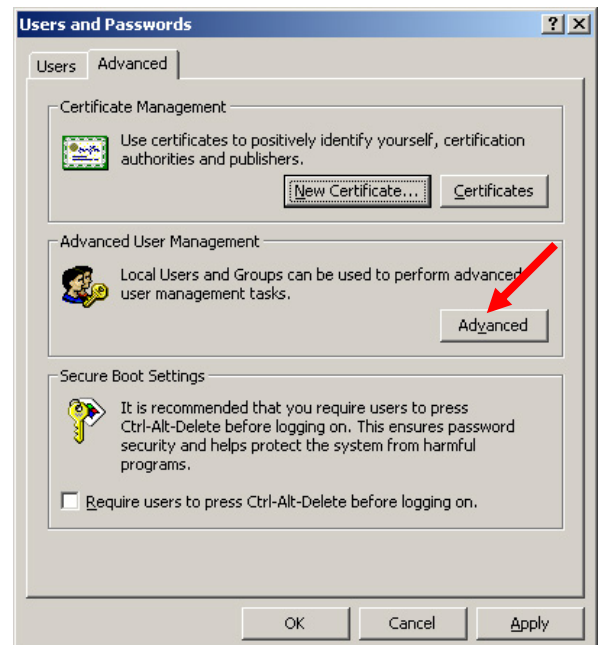 Users and Passwords
Users Advanced
Certificate Management
Use certificates to positively identify yourself, certification
authorities and publishers.
New Certificate... Certificates
Advanced User Management
Local Users and Groups can be used to perform advanced
user management tasks.
Advanced
Secure Boot Settings
It is recommended that you require users to press
Ctrl-Alt-Delete before logging on. This ensures password
security and helps protect the system from harmful
programs.
Require users to press Ctrl-Alt-Delete before logging on.
OK Cancel Apply